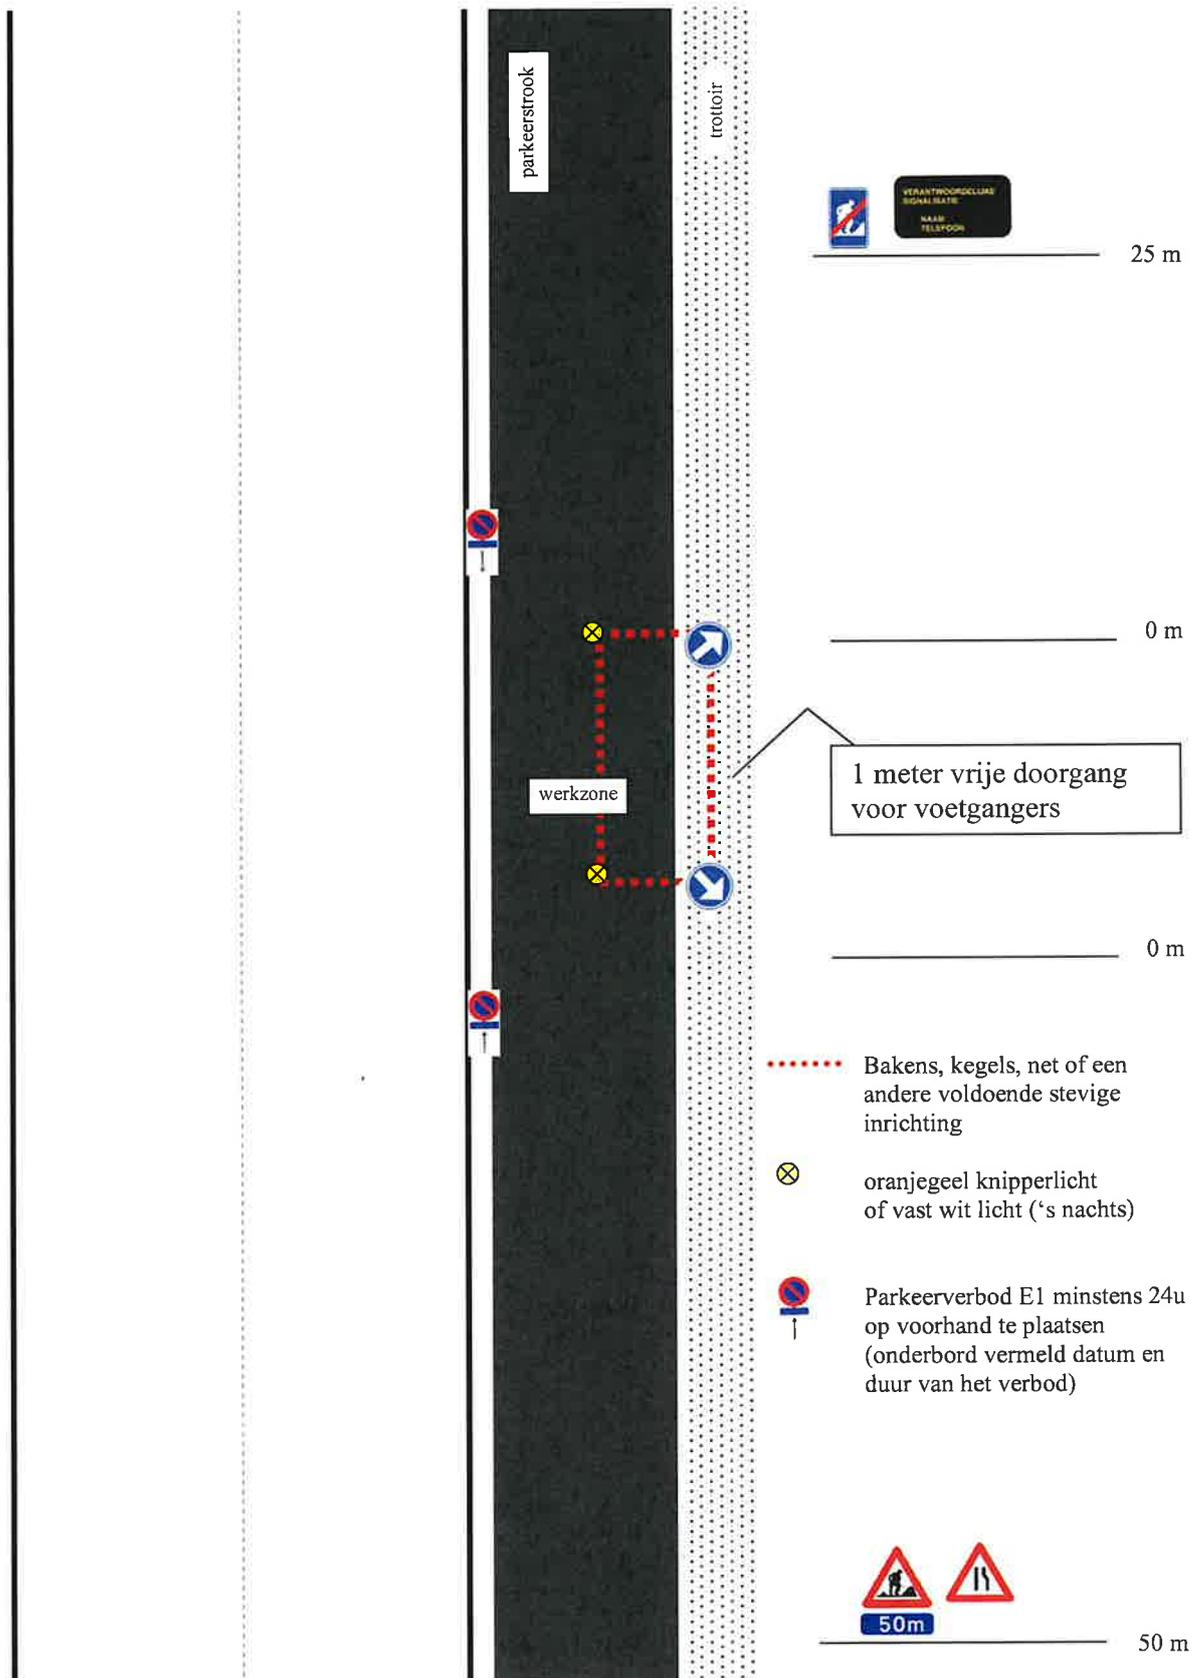 parkeerstrook
trottoir
VERANTWOORDELIJKE
SIGNALISATIE
NAAM
TELEFOON
25 m
0 m
1 meter vrije doorgang
voor voetgangers
werkzone
0 m
Bakens, kegels, net of een
andere voldoende stevige
inrichting
oranjegeel knipperlicht
of vast wit licht (‘s nachts)
Parkeerverbod E1 minstens 24u
op voorhand te plaatsen
(onderbord vermeld datum en
duur van het verbod)
50m
50 m